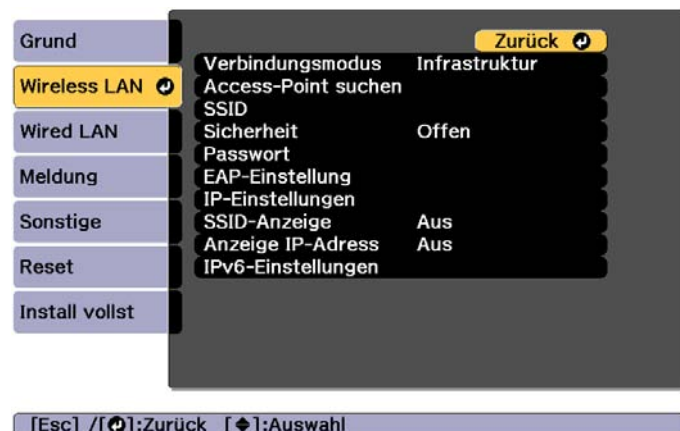 Grund
Wireless LAN
Wired LAN
Meldung
Sonstige
Reset
Install vollst
Zurück
Verbindungsmodus Infrastruktur
Access-Point suchen
SSID
Sicherheit Offen
Passwort
EAP-Einstellung
IP-Einstellungen
SSID-Anzeige Aus
Anzeige IP-Adress Aus
IPv6-Einstellungen
[Esc] /[⏎]:Zurück [◆]:Auswahl